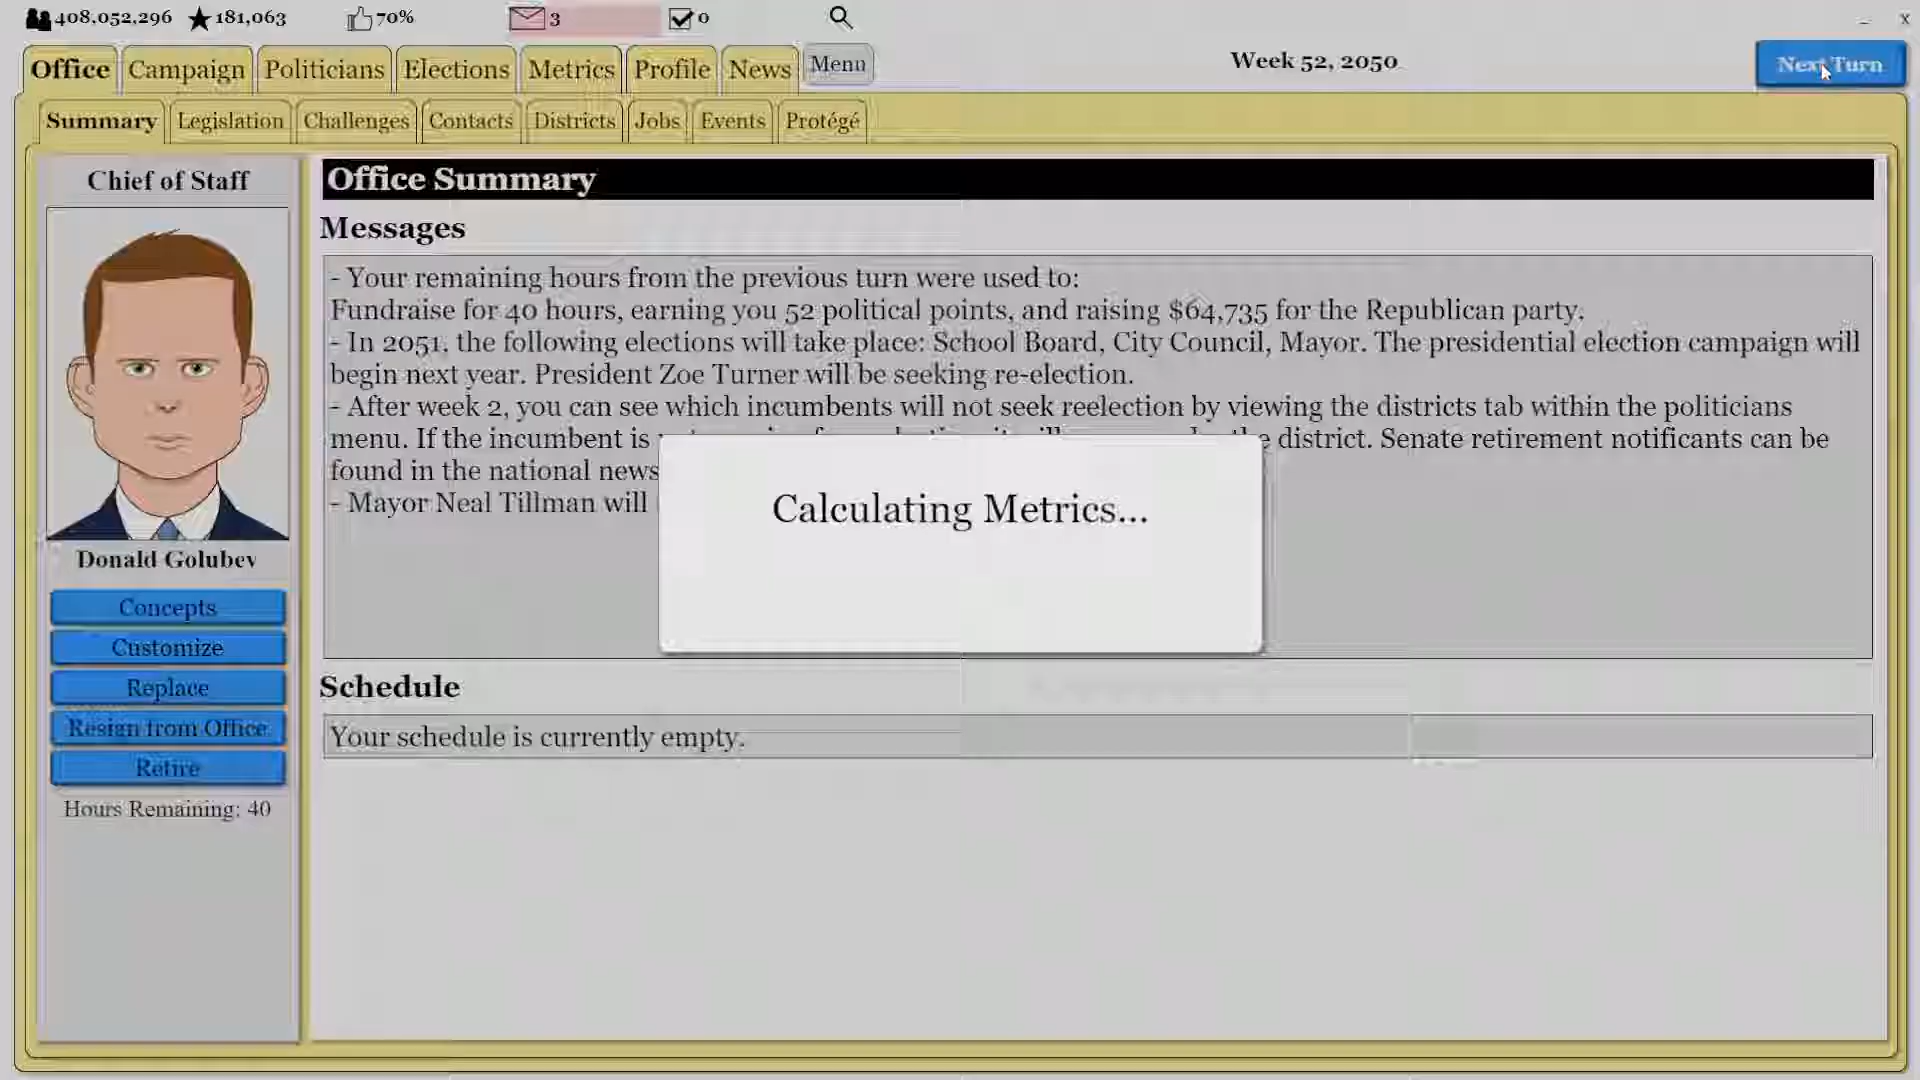 408,052,296 181,063 70% 3 0
_ x
Office Campaign Politicians Elections Metrics Profile News Menu
Week 52, 2050
Next Turn
Summary Legislation Challenges Contacts Districts Jobs Events Protégé
Chief of Staff
Donald Golubev
Concepts
Customize
Replace
Resign from Office
Retire
Hours Remaining: 40
Office Summary
Messages
- Your remaining hours from the previous turn were used to:
Fundraise for 40 hours, earning you 52 political points, and raising $64,735 for the Republican party.
- In 2051, the following elections will take place: School Board, City Council, Mayor. The presidential election campaign will
begin next year. President Zoe Turner will be seeking re-election.
- After week 2, you can see which incumbents will not seek reelection by viewing the districts tab within the politicians
menu. If the incumbent is district. Senate retirement notificants can be
found in the national news
- Mayor Neal Tillman will
Calculating Metrics...
Schedule
Your schedule is currently empty.